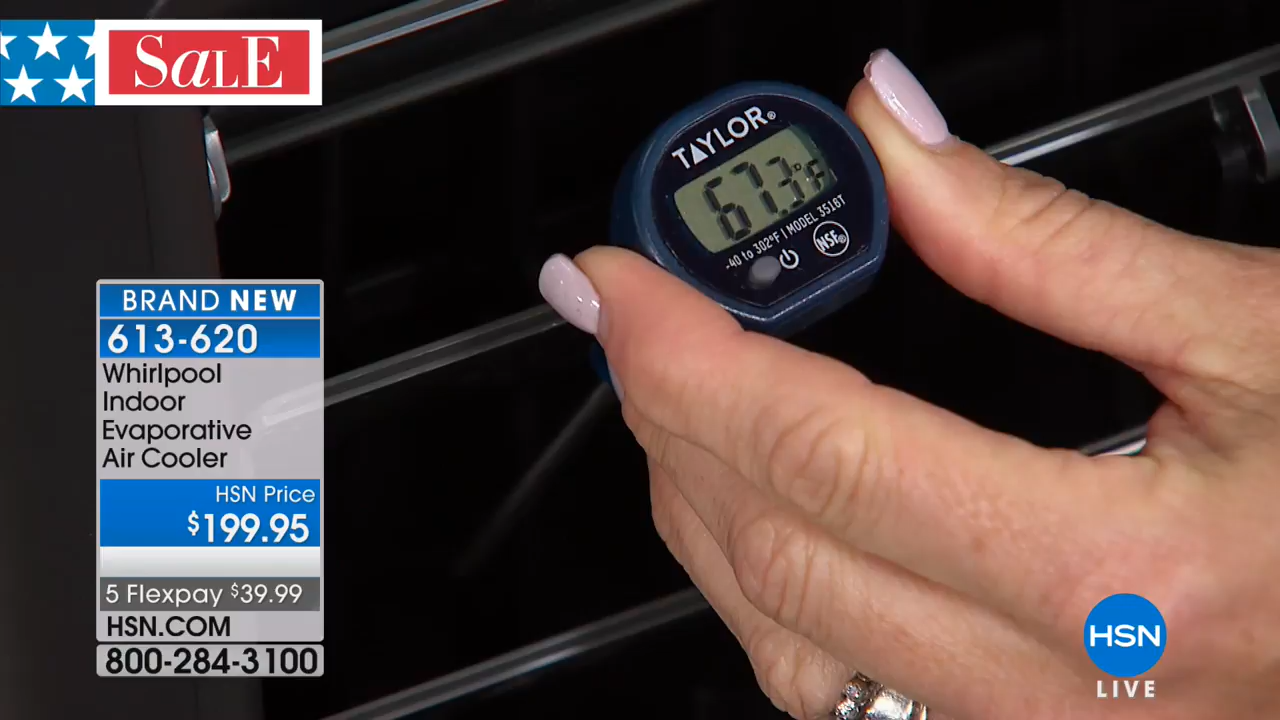 SALE
TAYLOR®
67.3°F
-40 to 302°F | MODEL 3516T
NSF®
BRAND NEW
613-620
Whirlpool
Indoor
Evaporative
Air Cooler
HSN Price
$199.95
5 Flexpay $39.99
HSN.COM
800-284-3100
HSN
LIVE